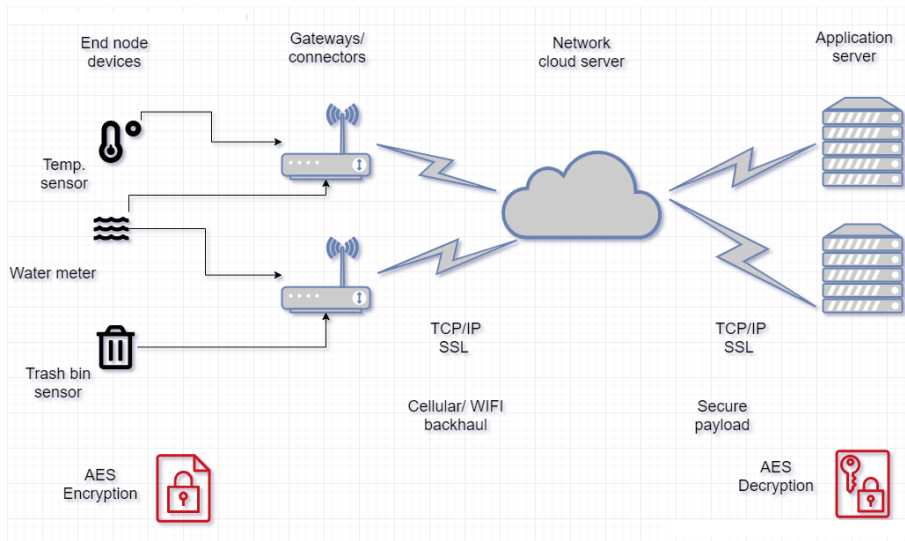 End node
devices
Gateways/
connectors
Network
cloud server
Application
server
Temp.
sensor
Water meter
Trash bin
sensor
TCP/IP
SSL
TCP/IP
SSL
Cellular/ WIFI
backhaul
Secure
payload
AES
Encryption
AES
Decryption